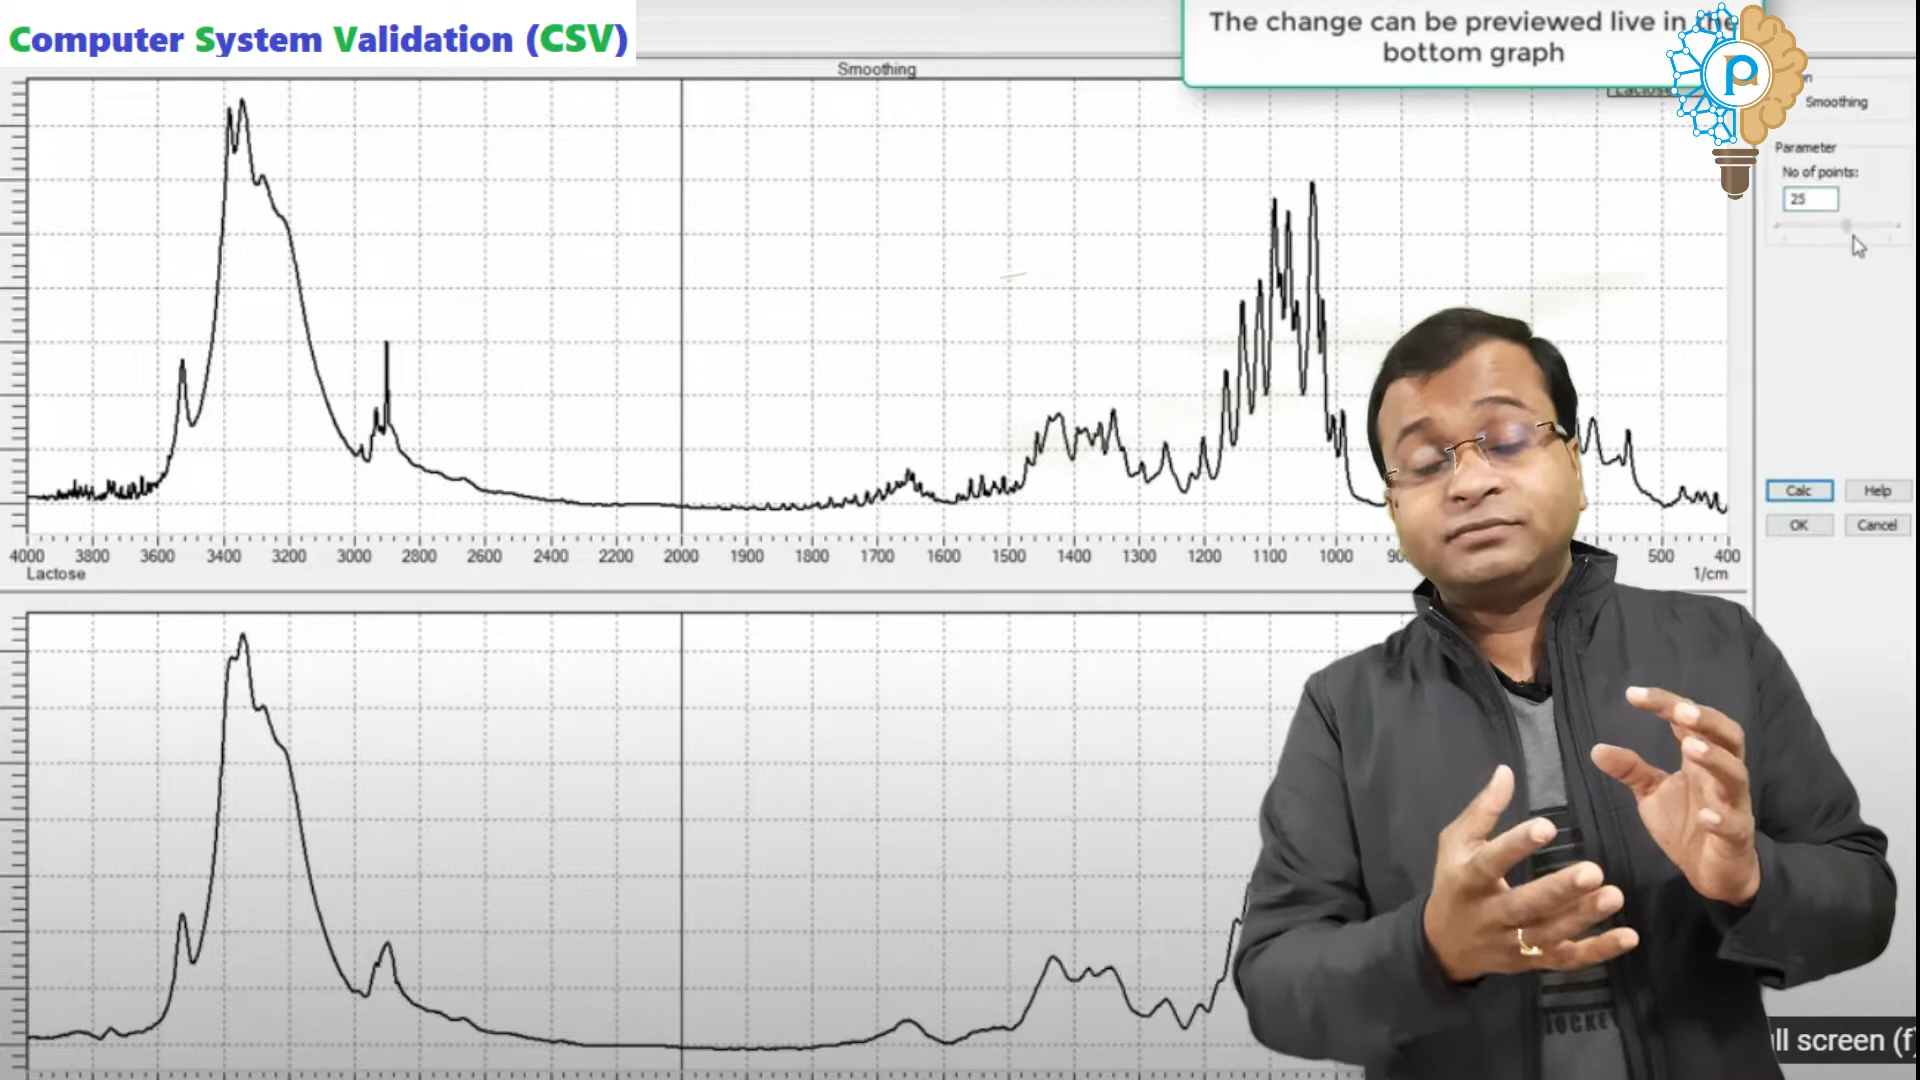 Computer System Validation (CSV)
The change can be previewed live in the
bottom graph
Smoothing
Lactose
Smoothing
Parameter
No of points:
25
Calc
Help
OK
Cancel
4000 3800 3600 3400 3200 3000 2800 2600 2400 2200 2000 1900 1800 1700 1600 1500 1400 1300 1200 1100 1000 500 400
Lactose
1/cm
ll screen (f